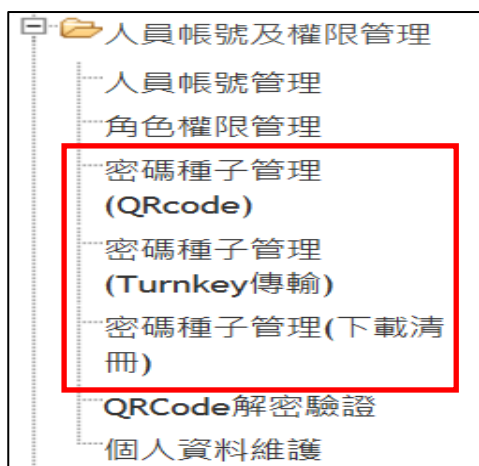 人員帳號及權限管理
人員帳號管理
角色權限管理
密碼種子管理
(QRcode)
密碼種子管理
(Turnkey傳輸)
密碼種子管理(下載清
冊)
QRCode解密驗證
個人資料維護